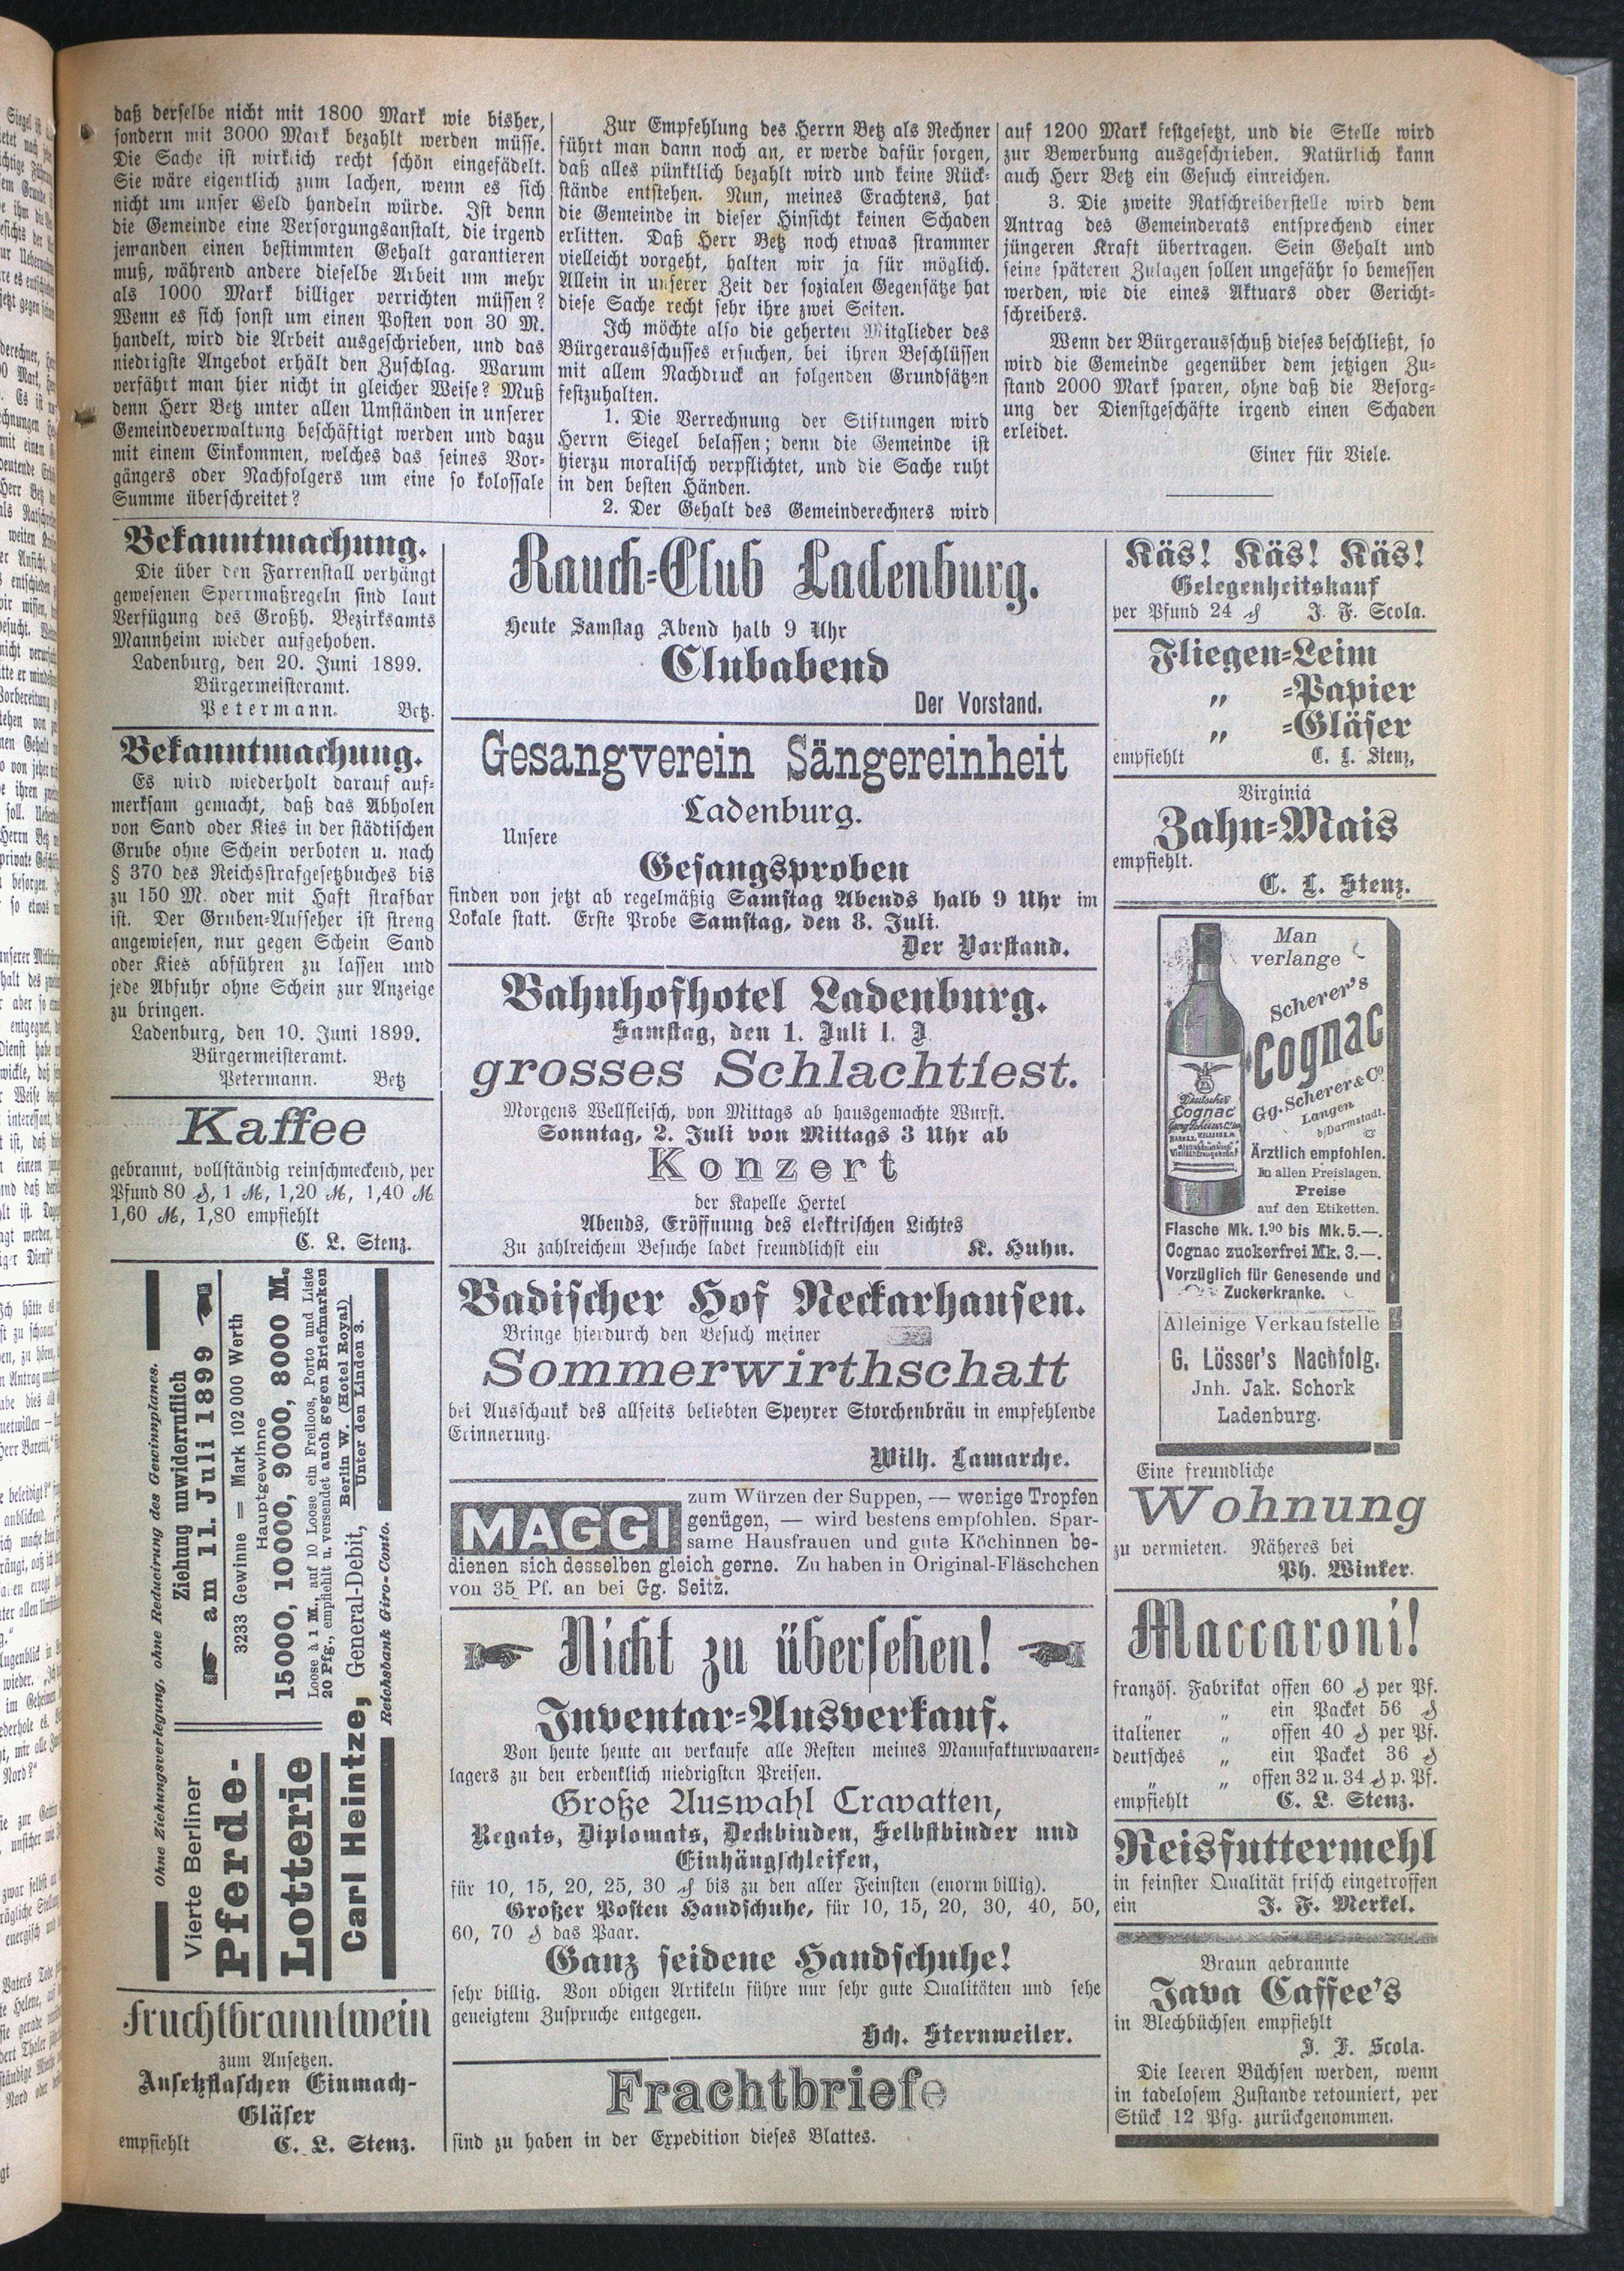 daß derselbe nicht mit 1800 Mark wie bisher,
sondern mit 3000 Mark bezahlt werden müsse.
Die Sache ist wirklich recht schön eingefädelt.
Sie wäre eigentlich zum lachen, wenn es sich
nicht um unser Geld handeln würde. Ist denn
die Gemeinde eine Versorgungsanstalt, die irgend
jemanden einen bestimmten Gehalt garantieren
muß, während andere dieselbe Arbeit um mehr
als 1000 Mark billiger verrichten müssen?
Wenn es sich sonst um einen Posten von 30 M.
handelt, wird die Arbeit ausgeschrieben, und das
niedrigste Angebot erhält den Zuschlag. Warum
verfährt man hier nicht in gleicher Weise? Muß
denn Herr Betz unter allen Umständen in unserer
Gemeindeverwaltung beschäftigt werden und dazu
mit einem Einkommen, welches das seines Vor-
gängers oder Nachfolgers um eine so kolossale
Summe überschreitet?
Zur Empfehlung des Herrn Betz als Rechner
führt man dann noch an, er werde dafür sorgen,
daß alles pünktlich bezahlt wird und keine Rück-
stände entstehen. Nun, meines Erachtens, hat
die Gemeinde in dieser Hinsicht keinen Schaden
erlitten. Daß Herr Betz noch etwas strammer
vielleicht vorgeht, halten wir ja für möglich.
Allein in unserer Zeit der sozialen Gegensätze hat
diese Sache recht sehr ihre zwei Seiten.
Ich möchte also die geherten Mitglieder des
Bürgerausschusses ersuchen, bei ihren Beschlüssen
mit allem Nachdruck an folgenden Grundsätzen
festzuhalten.
1. Die Verrechnung der Stiftungen wird
Herrn Siegel belassen; denn die Gemeinde ist
hierzu moralisch verpflichtet, und die Sache ruht
in den besten Händen.
2. Der Gehalt des Gemeinderechners wird
auf 1200 Mark festgesetzt, und die Stelle wird
zur Bewerbung ausgeschrieben. Natürlich kann
auch Herr Betz ein Gesuch einreichen.
3. Die zweite Ratschreiberstelle wird dem
Antrag des Gemeinderats entsprechend einer
jüngeren Kraft übertragen. Sein Gehalt und
seine späteren Zulagen sollen ungefähr so bemessen
werden, wie die eines Aktuars oder Gericht-
schreibers.
Wenn der Bürgerausschuß dieses beschließt, so
wird die Gemeinde gegenüber dem jetzigen Zu-
stand 2000 Mark sparen, ohne daß die Besorg-
ung der Dienstgeschäfte irgend einen Schaden
erleidet.
Einer für Viele.
Bekanntmachung.
Die über den Farrenstall verhängt
gewesenen Sperrmaßregeln sind laut
Verfügung des Großh. Bezirksamts
Mannheim wieder aufgehoben.
Ladenburg, den 20. Juni 1899.
Bürgermeisteramt.
Petermann. Betz.
Bekanntmachung.
Es wird wiederholt darauf auf-
merksam gemacht, daß das Abholen
von Sand oder Kies in der städtischen
Grube ohne Schein verboten u. nach
§ 370 des Reichsstrafgesetzbuches bis
zu 150 M. oder mit Haft strafbar
ist. Der Gruben-Aufseher ist streng
angewiesen, nur gegen Schein Sand
oder Kies abführen zu lassen und
jede Abfuhr ohne Schein zur Anzeige
zu bringen.
Ladenburg, den 10. Juni 1899.
Bürgermeisteramt.
Petermann. Betz
Kaffee
gebrannt, vollständig reinschmeckend, per
Pfund 80 ₰, 1 M, 1,20 M, 1,40 M
1,60 M, 1,80 empfiehlt
C. L. Stenz.
Ohne Ziehungsverlegung, ohne Reducirung des Gewinnplanes.
Vierte Berliner
Pferde-
Lotterie
Ziehung unwiderruflich
am 11. Juli 1899
3233 Gewinne = Mark 102 000 Werth
Hauptgewinne
15000, 10000, 9000, 8000 M.
Loose à 1 M., auf 10 Loose ein Freiloos, Porto und Liste
20 Pfg., empfiehlt u. versendet auch gegen Briefmarken
Carl Heintze, General-Debit, Berlin W. (Hotel Royal)
Unter den Linden 3.
Reichsbank Giro-Conto.
Fruchtbranntwein
zum Ansetzen.
Ansetzflaschen Einmach-
Gläser
empfiehlt C. L. Stenz.
Rauch-Club Ladenburg.
Heute Samstag Abend halb 9 Uhr
Clubabend
Der Vorstand.
Gesangverein Sängereinheit
Ladenburg.
Unsere
Gesangsproben
finden von jetzt ab regelmäßig Samstag Abends halb 9 Uhr im
Lokale statt. Erste Probe Samstag, den 8. Juli.
Der Vorstand.
Bahnhofhotel Ladenburg.
Samstag, den 1. Juli l. J.
grosses Schlachtfest.
Morgens Wellfleisch, von Mittags ab hausgemachte Wurst.
Sonntag, 2. Juli von Mittags 3 Uhr ab
Konzert
der Kapelle Hertel
Abends, Eröffnung des elektrischen Lichtes
Zu zahlreichem Besuche ladet freundlichst ein K. Huhn.
Badischer Hof Neckarhausen.
Bringe hierdurch den Besuch meiner
Sommerwirthschaft
bei Ausschank des allseits beliebten Speyrer Storchenbräu in empfehlende
Erinnerung.
Wilh. Lamarche.
MAGGI zum Würzen der Suppen, — wenige Tropfen
genügen, — wird bestens empfohlen. Spar-
same Hausfrauen und gute Köchinnen be-
dienen sich desselben gleich gerne. Zu haben in Original-Fläschchen
von 35 Pf. an bei Gg. Seitz.
Nicht zu übersehen!
Inventar-Ausverkauf.
Von heute heute an verkaufe alle Resten meines Manufakturwaaren-
lagers zu den erdenklich niedrigsten Preisen.
Große Auswahl Cravatten,
Regats, Diplomats, Deckbinden, Selbstbinder und
Einhängschleifen,
für 10, 15, 20, 25, 30 ₰ bis zu den aller Feinsten (enorm billig).
Großer Posten Handschuhe, für 10, 15, 20, 30, 40, 50,
60, 70 ₰ das Paar.
Ganz seidene Handschuhe!
sehr billig. Von obigen Artikeln führe nur sehr gute Qualitäten und sehe
geneigtem Zuspruche entgegen.
Hch. Sternweiler.
Frachtbriefe
sind zu haben in der Expedition dieses Blattes.
Käs! Käs! Käs!
Gelegenheitskauf
per Pfund 24 ₰ J. F. Scola.
Fliegen-Leim
„ -Papier
„ -Gläser
empfiehlt C. L. Stenz,
Virginia
Zahn-Mais
empfiehlt.
C. L. Stenz.
Man
verlange
Scherer's
Cognac
Gg. Scherer & Co.
Langen
b/Darmstadt.
Deutscher
Cognac
Ärztlich empfohlen.
In allen Preislagen.
Preise
auf den Etiketten.
Flasche Mk. 1.90 bis Mk. 5.—.
Cognac zuckerfrei Mk. 3.—.
Vorzüglich für Genesende und
Zuckerkranke.
Alleinige Verkaufstelle
G. Lösser's Nachfolg.
Jnh. Jak. Schork
Ladenburg.
Eine freundliche
Wohnung
zu vermieten. Näheres bei
Ph. Winker.
Maccaroni!
französ. Fabrikat offen 60 ₰ per Pf.
„ „ ein Packet 56 ₰
italiener „ offen 40 ₰ per Pf.
deutsches „ ein Packet 36 ₰
„ „ offen 32 u. 34 ₰ p. Pf.
empfiehlt C. L. Stenz.
Reisfuttermehl
in feinster Qualität frisch eingetroffen
ein J. F. Merkel.
Braun gebrannte
Java Caffee's
in Blechbüchsen empfiehlt
J. F. Scola.
Die leeren Büchsen werden, wenn
in tadelosem Zustande retouniert, per
Stück 12 Pfg. zurückgenommen.